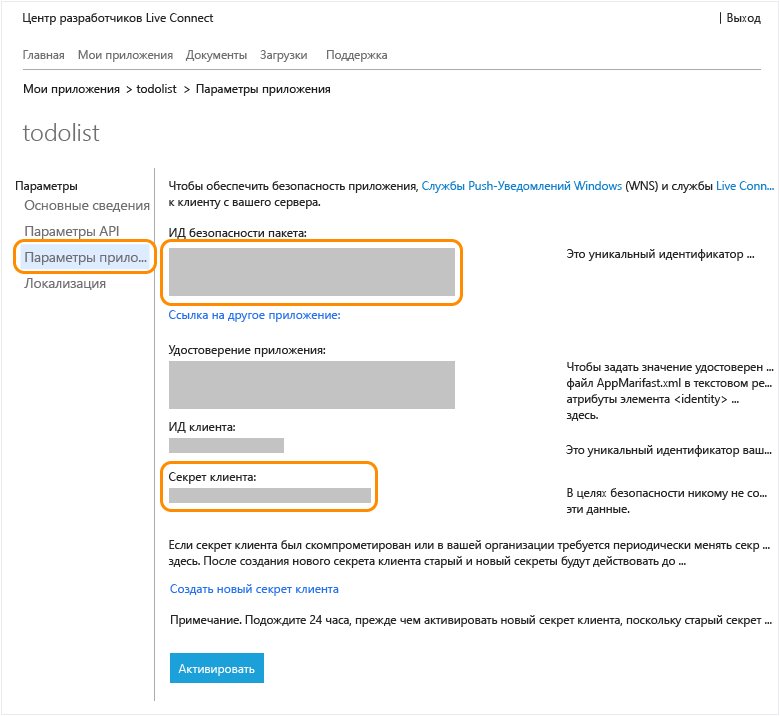 Центр разработчиков Live Connect
| Выход
Главная Мои приложения Документы Загрузки Поддержка
Мои приложения > todolist > Параметры приложения
todolist
Параметры
Основные сведения
Параметры API
Параметры прило...
Локализация
Чтобы обеспечить безопасность приложения, Службы Push-Уведомлений Windows (WNS) и службы Live Conn...
к клиенту с вашего сервера.
ИД безопасности пакета:
Это уникальный идентификатор ...
Ссылка на другое приложение:
Удостоверение приложения:
Чтобы задать значение удостоверен ...
файл AppMarifast.xml в текстовом ре...
атрибуты элемента <identity> ...
здесь.
ИД клиента:
Это уникальный идентификатор ваш...
Секрет клиента:
В целях безопасности никому не со...
эти данные.
Если секрет клиента был скомпрометирован или в вашей организации требуется периодически менять секр ...
здесь. После создания нового секрета клиента старый и новый секреты будут действовать до ...
Создать новый секрет клиента
Примечание. Подождите 24 часа, прежде чем активировать новый секрет клиента, поскольку старый секрет ...
Активировать